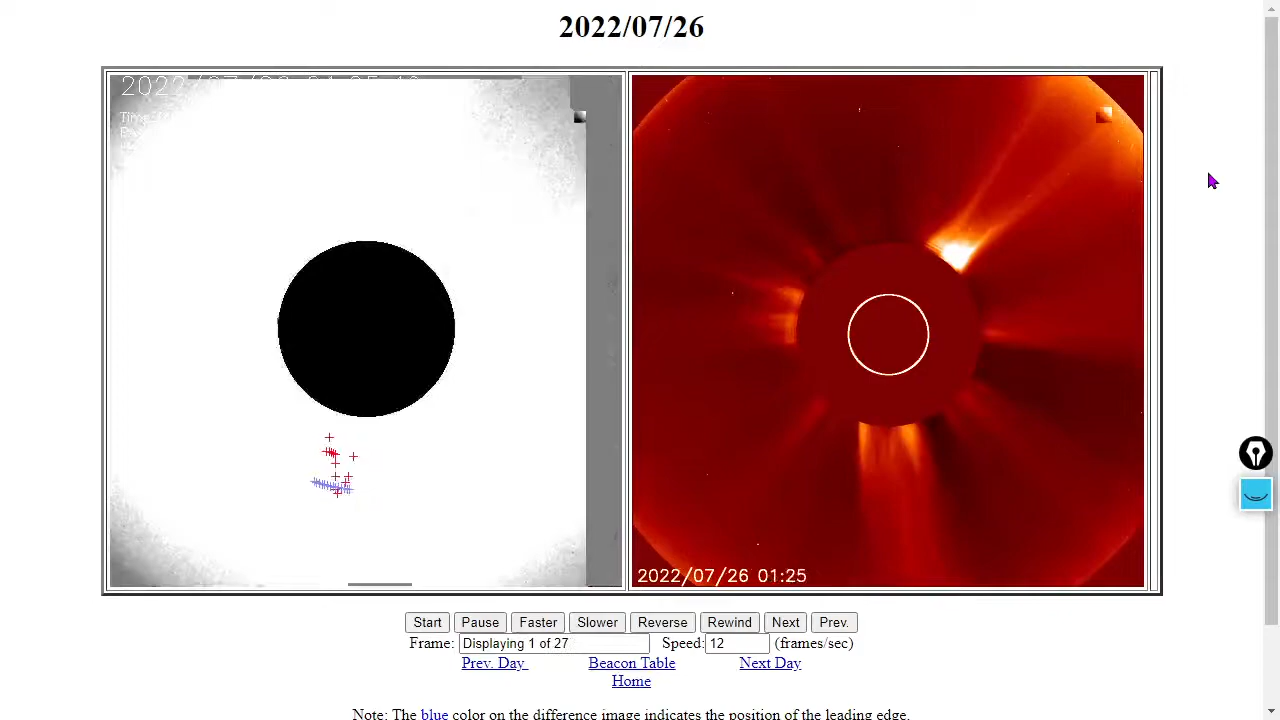 2022/07/26
2022
Time:
2022/07/26 01:25
Start Pause Faster Slower Reverse Rewind Next Prev.
Frame: Displaying 1 of 27 Speed: 12 (frames/sec)
Prev. Day Beacon Table Next Day
Home
Note: The blue color on the difference image indicates the position of the leading edge.